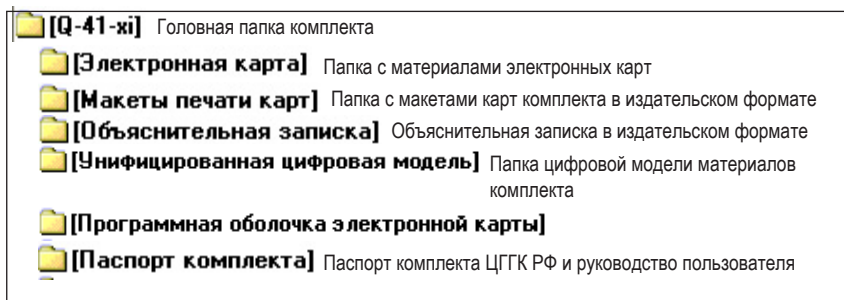 [Q-41-xi] Головная папка комплекта
[Электронная карта] Папка с материалами электронных карт
[Макеты печати карт] Папка с макетами карт комплекта в издательском формате
[Объяснительная записка] Объяснительная записка в издательском формате
[Унифицированная цифровая модель] Папка цифровой модели материалов
комплекта
[Программная оболочка электронной карты]
[Паспорт комплекта] Паспорт комплекта ЦГГК РФ и руководство пользователя